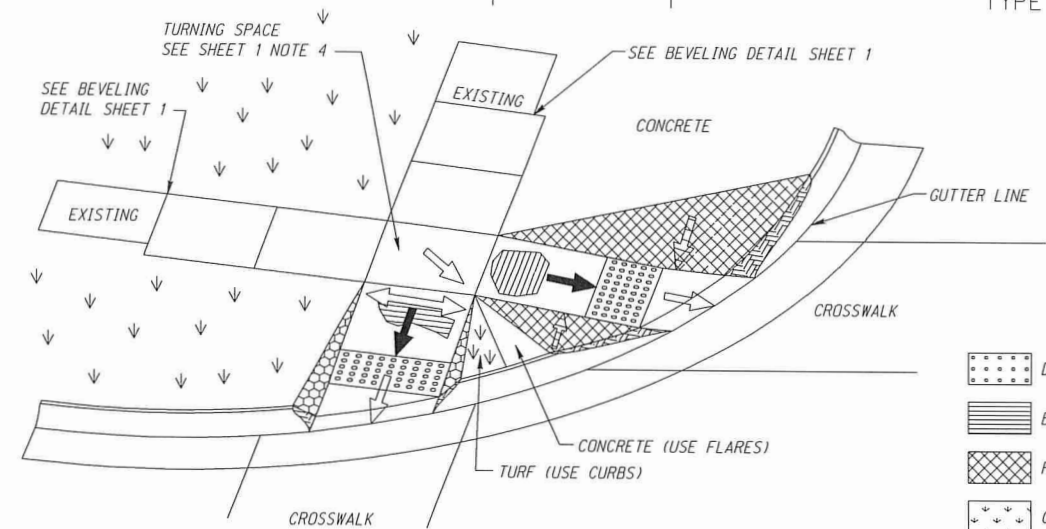 TYPE
TURNING SPACE
SEE SHEET 1 NOTE 4
SEE BEVELING DETAIL SHEET 1
SEE BEVELING
DETAIL SHEET 1
EXISTING
CONCRETE
EXISTING
GUTTER LINE
CROSSWALK
CONCRETE (USE FLARES)
TURF (USE CURBS)
CROSSWALK